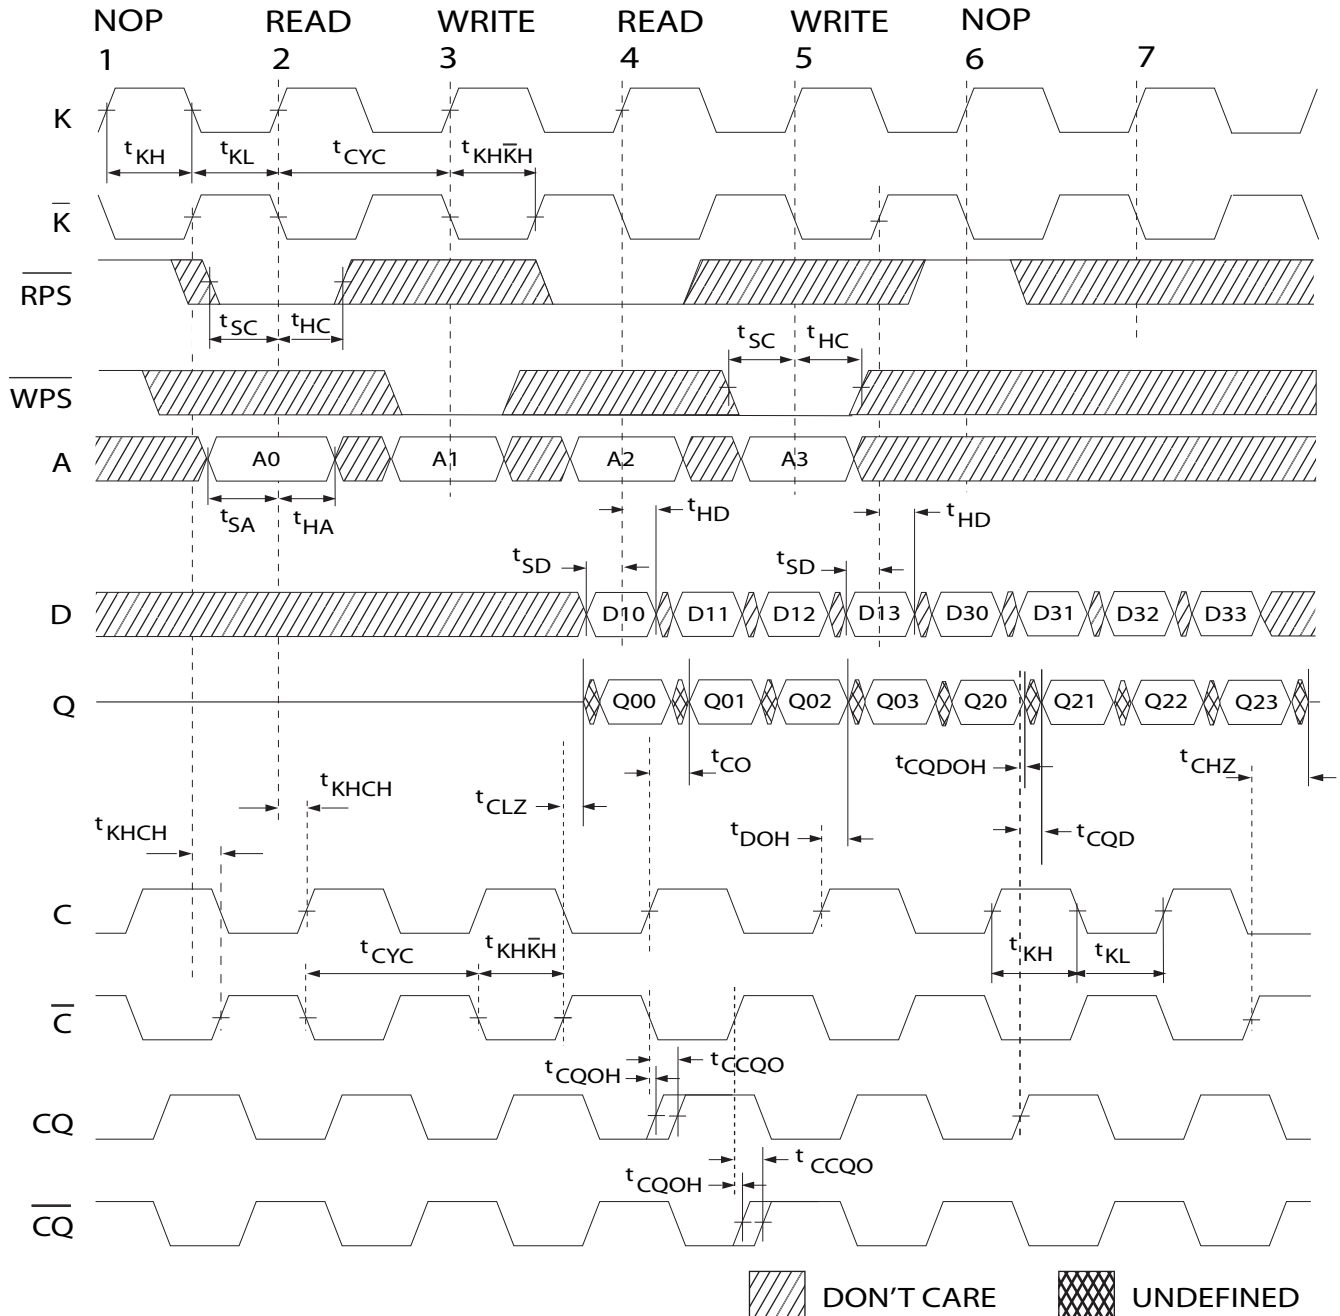 NOP READ WRITE READ WRITE NOP
1 2 3 4 5 6 7
K
tKH tKL tCYC tKHK̅H
K̅
R̅P̅S̅
tSC tHC tSC tHC
W̅P̅S̅
A A0 A1 A2 A3
tSA tHA tHD tHD
tSD tSD
D D10 D11 D12 D13 D30 D31 D32 D33
Q Q00 Q01 Q02 Q03 Q20 Q21 Q22 Q23
tKHCH tCLZ tCO tCQDOH tCHZ
tKHCH tDOH tCQD
C
tCYC tKHK̅H tKH tKL
C̅
tCQOH tCCQO
CQ
tCQOH tCCQO
C̅Q̅
DON'T CARE UNDEFINED